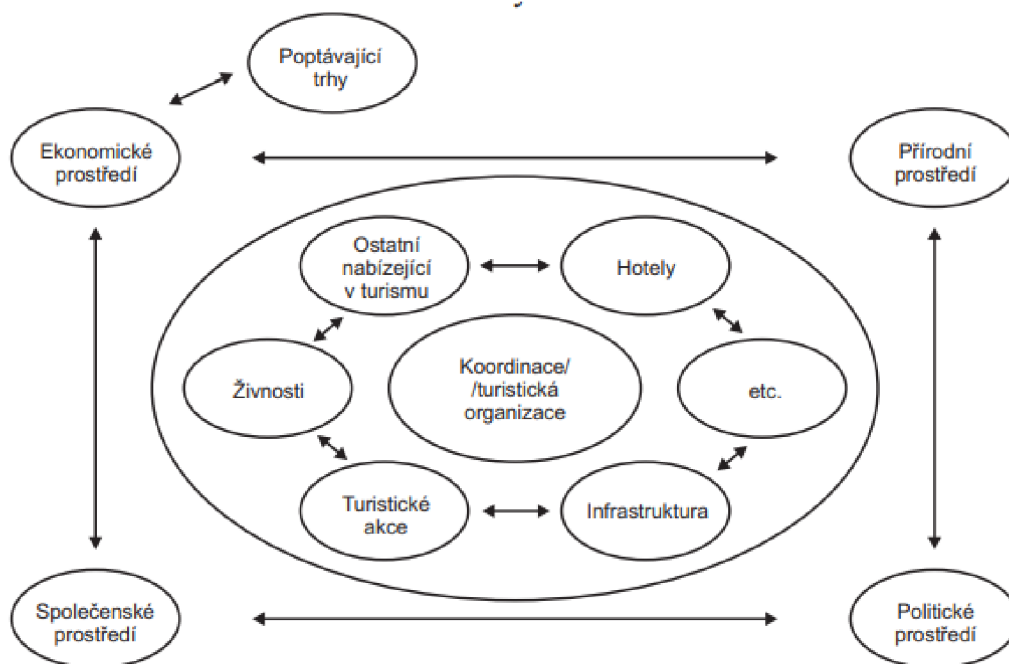 Poptávající
trhy
Ekonomické
prostředí
Přírodní
prostředí
Ostatní
nabízející
v turismu
Hotely
Živnosti
Koordinace/
/turistická
organizace
etc.
Turistické
akce
Infrastruktura
Společenské
prostředí
Politické
prostředí